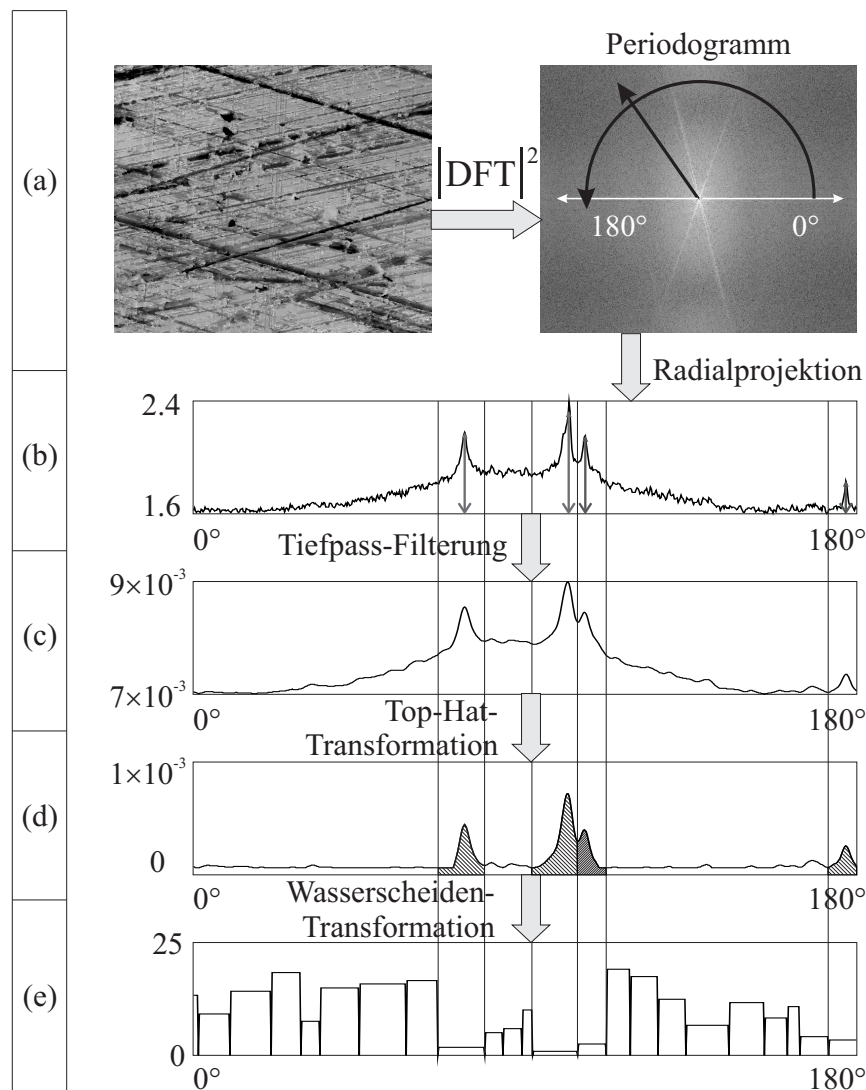 Periodogramm
(a)
|DFT|²
180°
0°
Radialprojektion
(b)
2.4
1.6
0°
180°
Tiefpass-Filterung
(c)
9×10⁻³
7×10⁻³
0°
180°
Top-Hat-
Transformation
(d)
1×10⁻³
0
0°
180°
Wasserscheiden-
Transformation
(e)
25
0
0°
180°